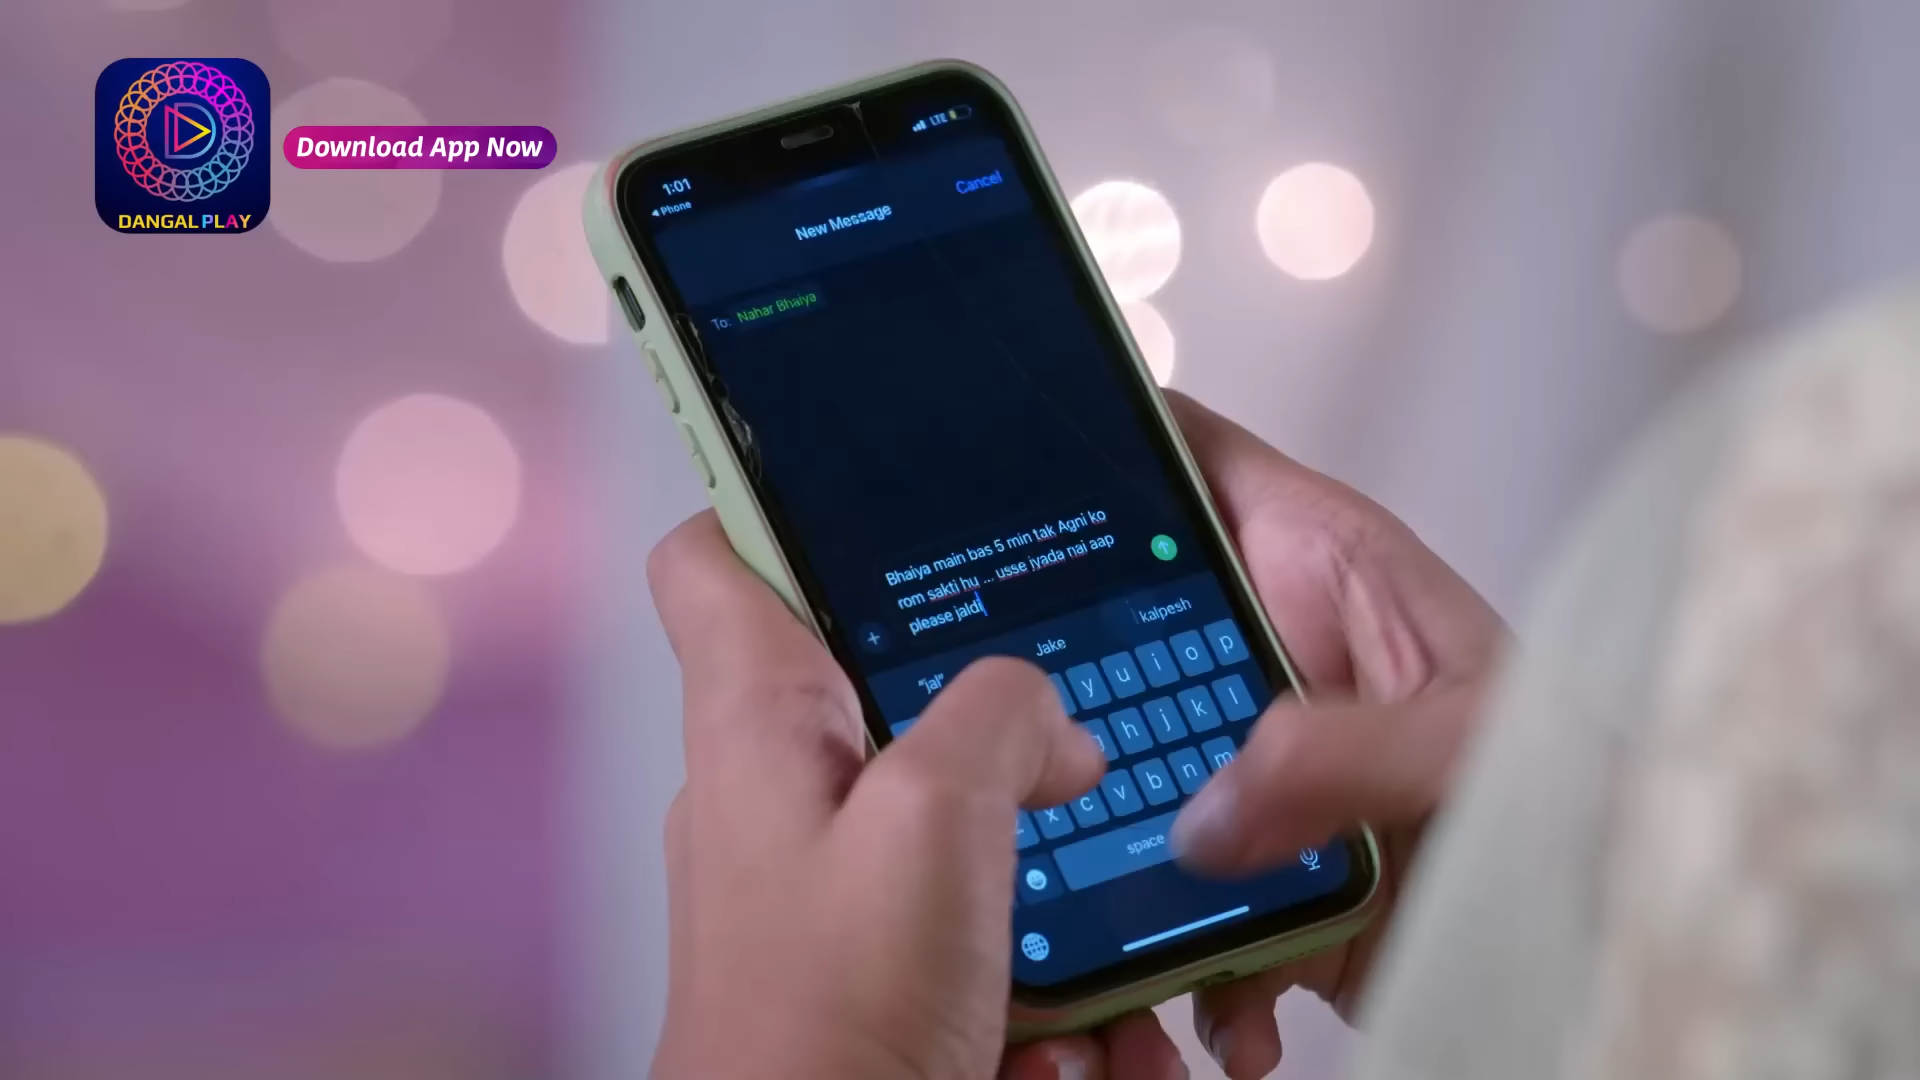 DANGAL PLAY
Download App Now
1:01
LTE
Phone
New Message
Cancel
To: Nahar Bhaiya
Bhaiya main bas 5 min tak Agni ko
rom sakti hu ... usse jyada nai aap
please jaldi
"jal"
Jake
kalpesh
y u i o p
g h j k l
z x c v b n m
space